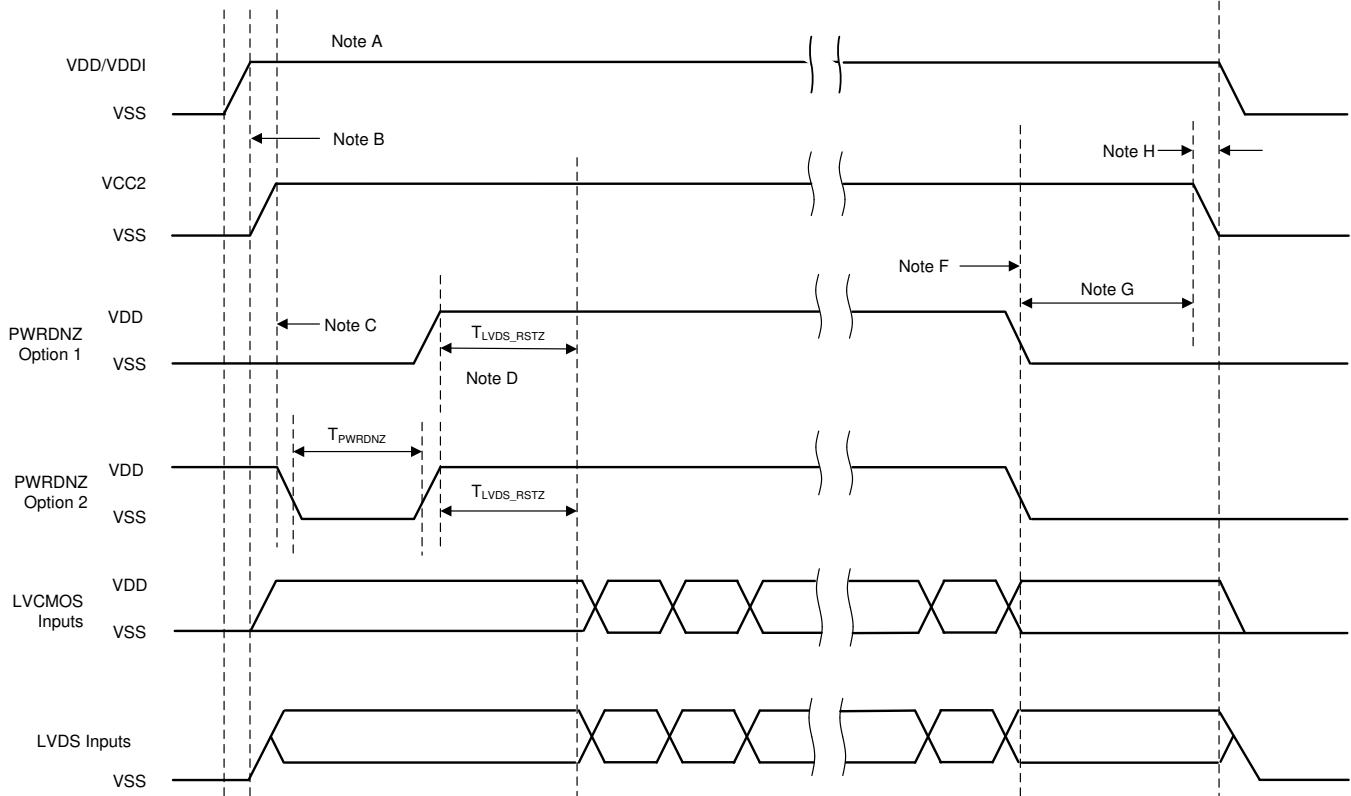 Note A
VDD/VDDI
VSS
Note B
Note H
VCC2
VSS
Note F
Note G
PWRDNZ
Option 1
VDD
Note C
TLVDS_RSTZ
VSS
Note D
TPWRDNZ
PWRDNZ
Option 2
VDD
TLVDS_RSTZ
VSS
LVCMOS
Inputs
VDD
VSS
LVDS Inputs
VSS